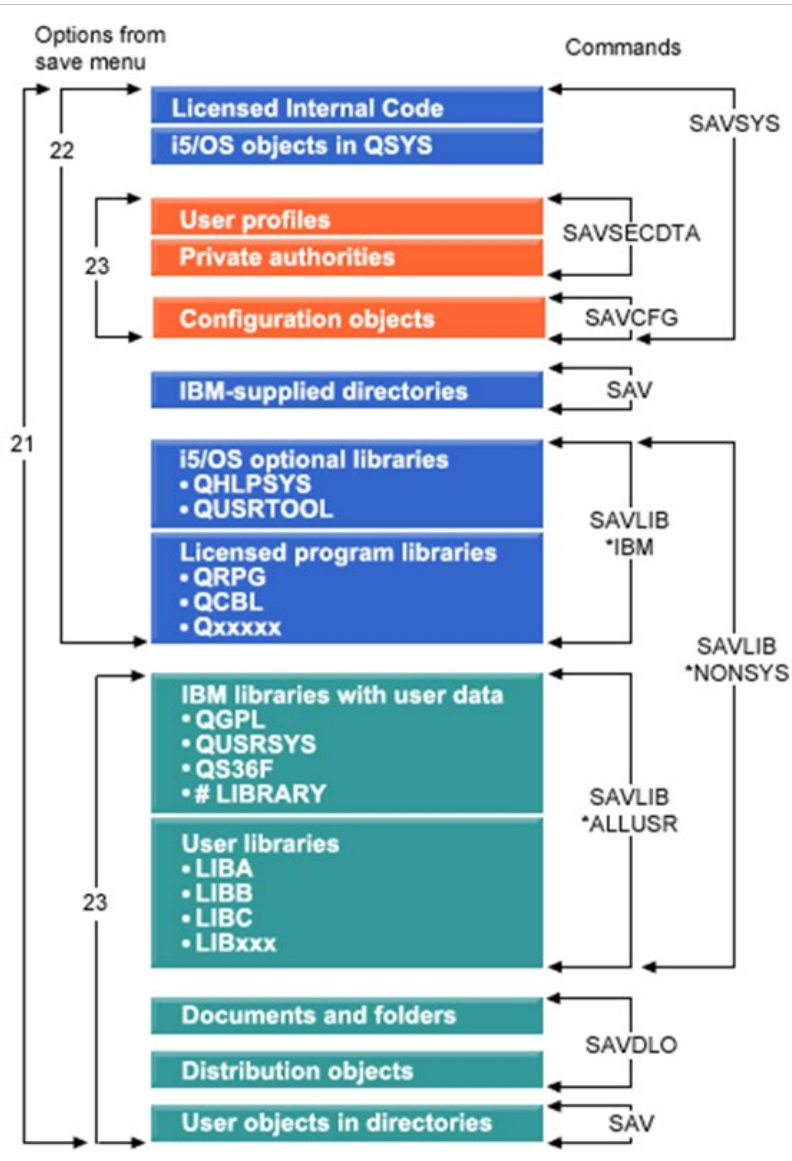 Options from
save menu
Commands
Licensed Internal Code
i5/OS objects in QSYS
SAVSYS
22
User profiles
Private authorities
SAVSECDTA
23
Configuration objects
SAVCFG
IBM-supplied directories
SAV
21
i5/OS optional libraries
• QHLPSYS
• QUSRTOOL
Licensed program libraries
• QRPG
• QCBL
• Qxxxxx
SAVLIB
*IBM
SAVLIB
*NONSYS
IBM libraries with user data
• QGPL
• QUSRSYS
• QS36F
• # LIBRARY
SAVLIB
*ALLUSR
User libraries
• LIBA
• LIBB
• LIBC
• LIBxxx
23
Documents and folders
SAVDLO
Distribution objects
User objects in directories
SAV